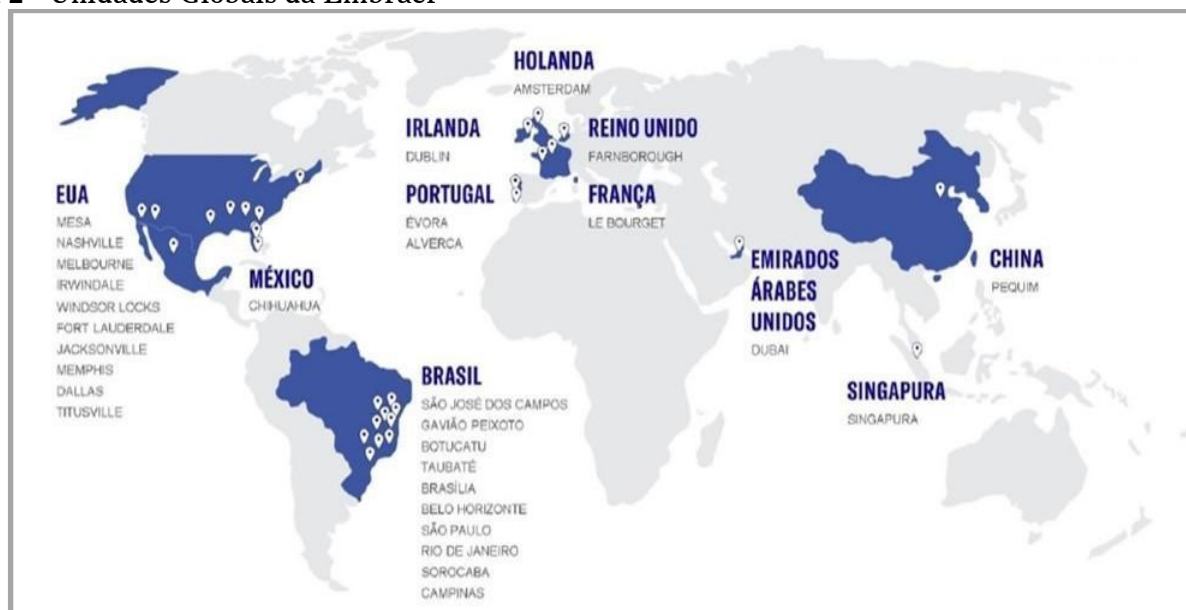 2 Unidades Globais da Embraer
HOLANDA
AMSTERDAM
IRLANDA
DUBLIN
REINO UNIDO
FARNBOROUGH
PORTUGAL
ÉVORA
ALVERCA
FRANÇA
LE BOURGET
EUA
MESA
NASHVILLE
MELBOURNE
IRWINDALE
WINDSOR LOCKS
FORT LAUDERDALE
JACKSONVILLE
MEMPHIS
DALLAS
TITUSVILLE
MÉXICO
CHIHUAHUA
BRASIL
SÃO JOSÉ DOS CAMPOS
GAVIÃO PEIXOTO
BOTUCATU
TAUBATÉ
BRASÍLIA
BELO HORIZONTE
SÃO PAULO
RIO DE JANEIRO
SOROCABA
CAMPINAS
EMIRADOS
ÁRABES
UNIDOS
DUBAI
CHINA
PEQUIM
SINGAPURA
SINGAPURA